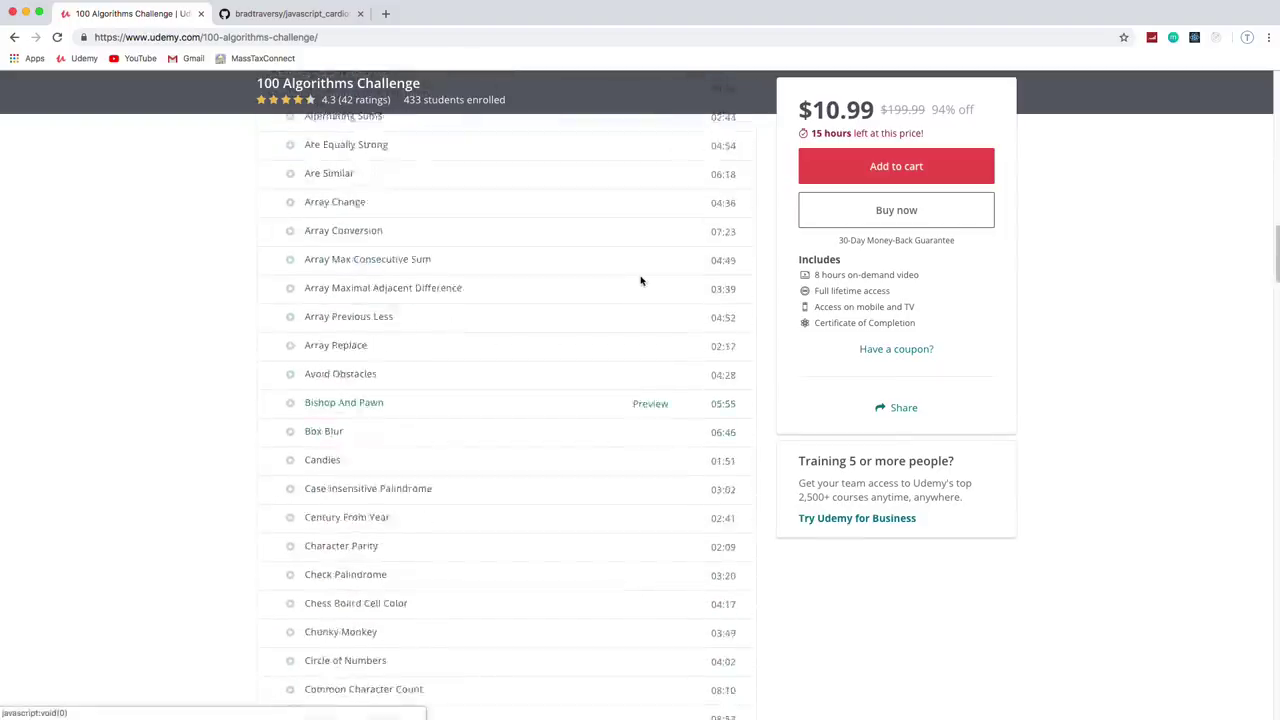 100 Algorithms Challenge | Ud
bradtraversy/javascript_cardio
https://www.udemy.com/100-algorithms-challenge/
Apps
Udemy
YouTube
Gmail
MassTaxConnect
100 Algorithms Challenge
4.3 (42 ratings) 433 students enrolled
Alternating Sums 02:44
Are Equally Strong 04:54
Are Similar 06:18
Array Change 04:36
Array Conversion 07:23
Array Max Consecutive Sum 04:49
Array Maximal Adjacent Difference 03:39
Array Previous Less 04:52
Array Replace 02:17
Avoid Obstacles 04:28
Bishop And Pawn Preview 05:55
Box Blur 06:46
Candies 01:51
Case Insensitive Palindrome 03:02
Century From Year 02:41
Character Parity 02:09
Check Palindrome 03:20
Chess Board Cell Color 04:17
Chunky Monkey 03:49
Circle of Numbers 04:02
Common Character Count 08:10
$10.99 $199.99 94% off
15 hours left at this price!
Add to cart
Buy now
30-Day Money-Back Guarantee
Includes
8 hours on-demand video
Full lifetime access
Access on mobile and TV
Certificate of Completion
Have a coupon?
Share
Training 5 or more people?
Get your team access to Udemy's top
2,500+ courses anytime, anywhere.
Try Udemy for Business
javascript:void(0)